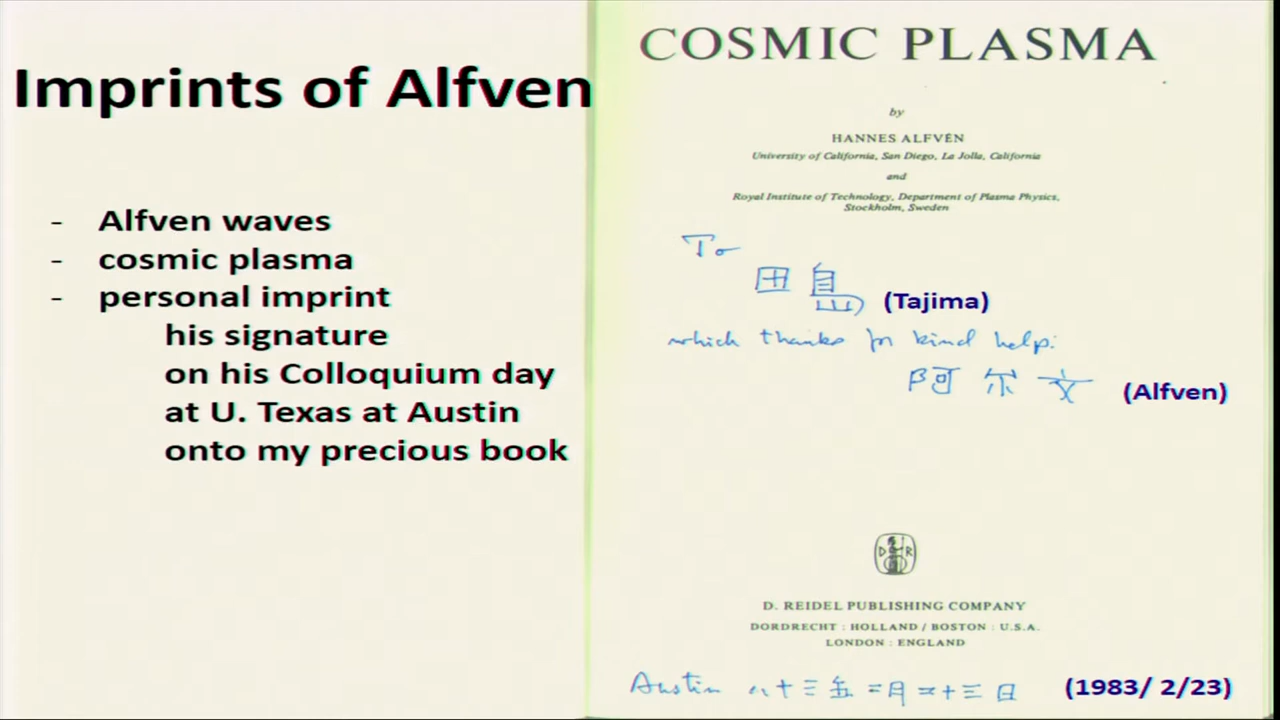 Imprints of Alfven
- Alfven waves
- cosmic plasma
- personal imprint
his signature
on his Colloquium day
at U. Texas at Austin
onto my precious book
COSMIC PLASMA
by
HANNES ALFVÉN
University of California, San Diego, La Jolla, California
and
Royal Institute of Technology, Department of Plasma Physics,
Stockholm, Sweden
To
田島 (Tajima)
which thanks for kind help:
阿尔文 (Alfven)
D R
D. REIDEL PUBLISHING COMPANY
DORDRECHT : HOLLAND / BOSTON : U.S.A.
LONDON : ENGLAND
Austin 八十三年二月二十三日 (1983/ 2/23)